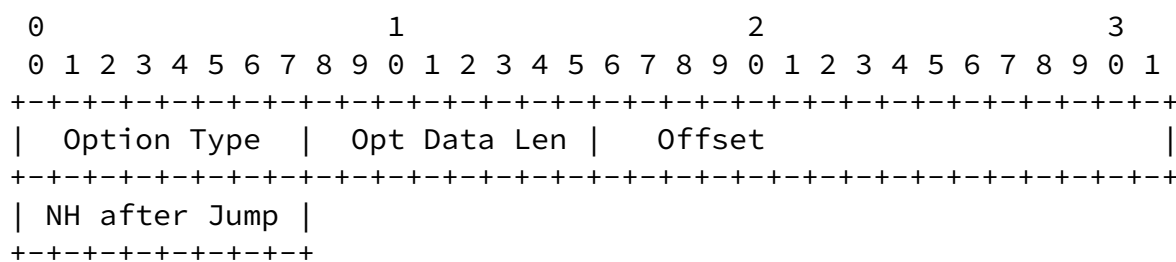 0                   1                   2                   3
 0 1 2 3 4 5 6 7 8 9 0 1 2 3 4 5 6 7 8 9 0 1 2 3 4 5 6 7 8 9 0 1
+-+-+-+-+-+-+-+-+-+-+-+-+-+-+-+-+-+-+-+-+-+-+-+-+-+-+-+-+-+-+-+-+
|  Option Type  |  Opt Data Len |   Offset                      |
+-+-+-+-+-+-+-+-+-+-+-+-+-+-+-+-+-+-+-+-+-+-+-+-+-+-+-+-+-+-+-+-+
| NH after Jump |
+-+-+-+-+-+-+-+-+